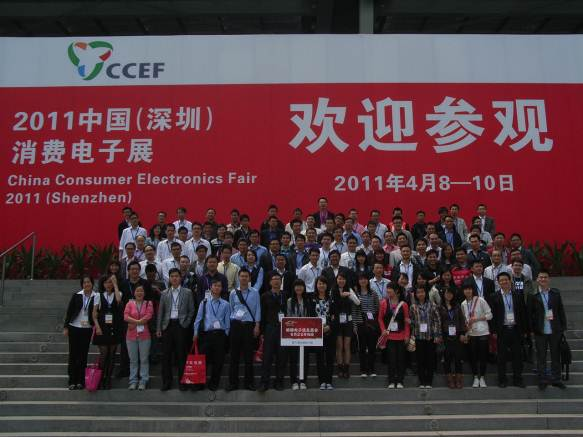 CCEF
2011中国(深圳)
消费电子展
China Consumer Electronics Fair
2011 (Shenzhen)
欢迎参观
2011年4月8—10日